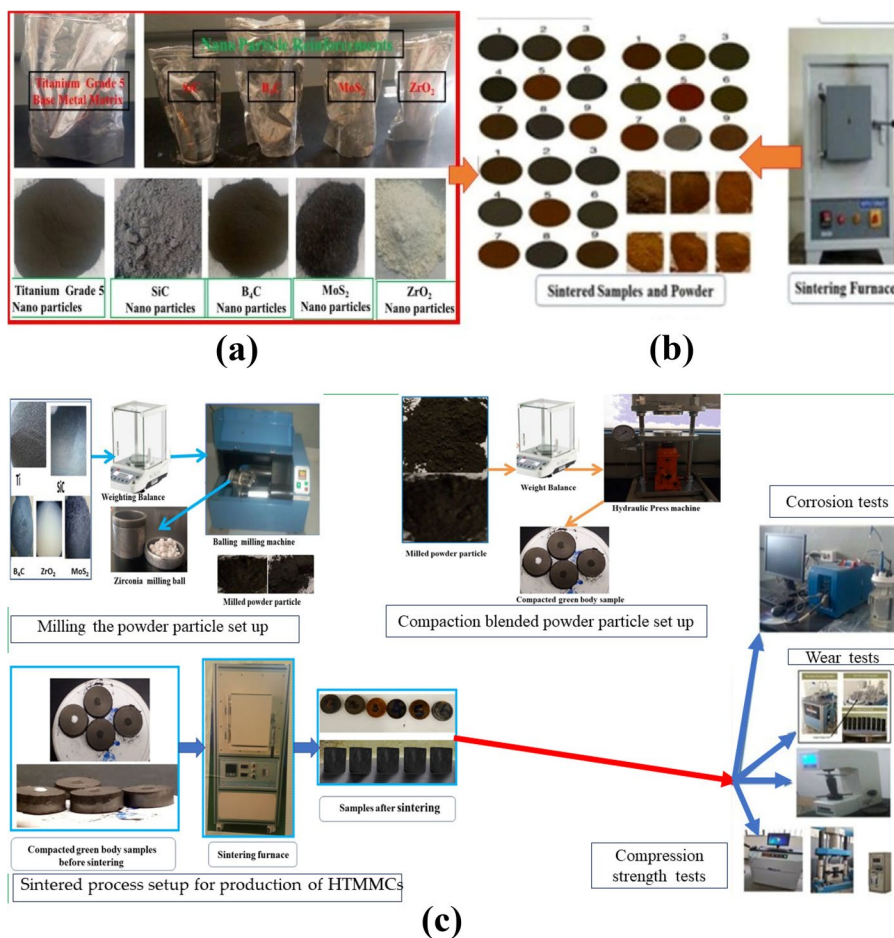 Nano Particle Reinforcements
Titanium Grade 5
Base Metal Matrix
SiC
B₄C
MoS₂
ZrO₂
Titanium Grade 5
Nano particles
SiC
Nano particles
B₄C
Nano particles
MoS₂
Nano particles
ZrO₂
Nano particles
(a)
1 2 3
4 5 6
7 8 9
1 2 3
4 5 6
7 8 9
1 2 3
4 5 6
7 8 9
Sintered Samples and Powder
Sintering Furnace
(b)
Ti
SiC
B₄C ZrO₂ MoS₂
Weighting Balance
Balling milling machine
Zirconia milling ball
Milled powder particle
Milling the powder particle set up
Milled powder particle
Weight Balance
Hydraulic Press machine
Compacted green body sample
Compaction blended powder particle set up
Corrosion tests
Wear tests
Compression
strength tests
Compacted green body samples
before sintering
Sintering furnace
Samples after sintering
Sintered process setup for production of HTMMCs
(c)